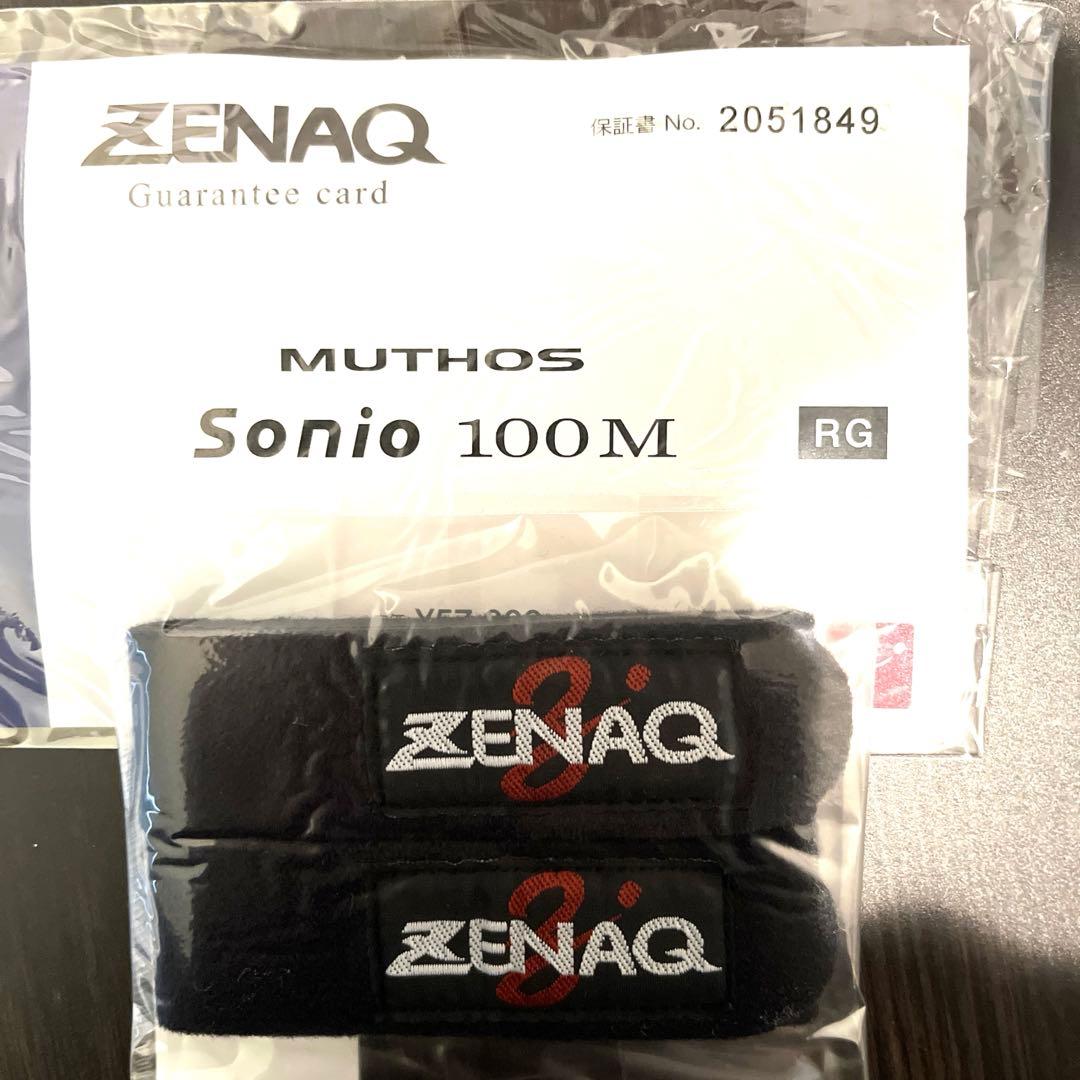 ZENAQ
Guarantee card
保証書 No. 2051849
MUTHOS
Sonio 100M
RG
ZENAQ
ZENAQ